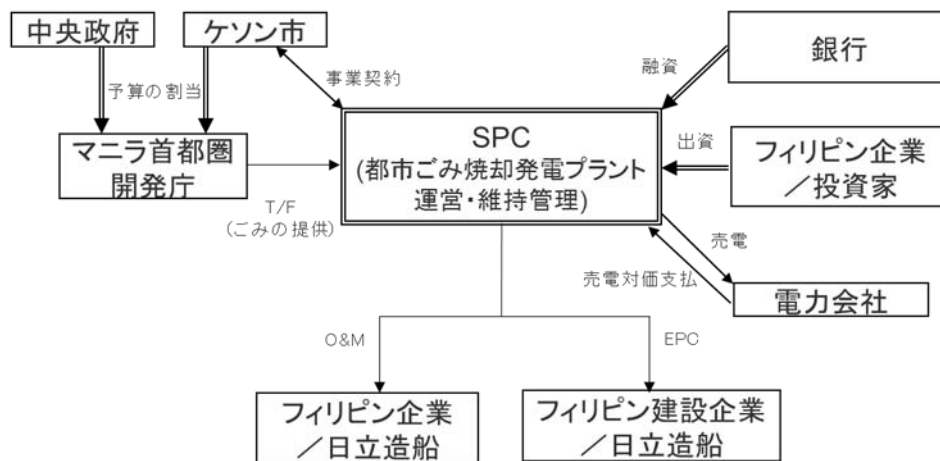 中央政府
ケソン市
銀行
融資
事業契約
予算の割当
SPC
(都市ごみ焼却発電プラント
運営・維持管理)
出資
フィリピン企業
／投資家
マニラ首都圏
開発庁
T/F
(ごみの提供)
売電
売電対価支払
電力会社
O&M
EPC
フィリピン企業
／日立造船
フィリピン建設企業
／日立造船